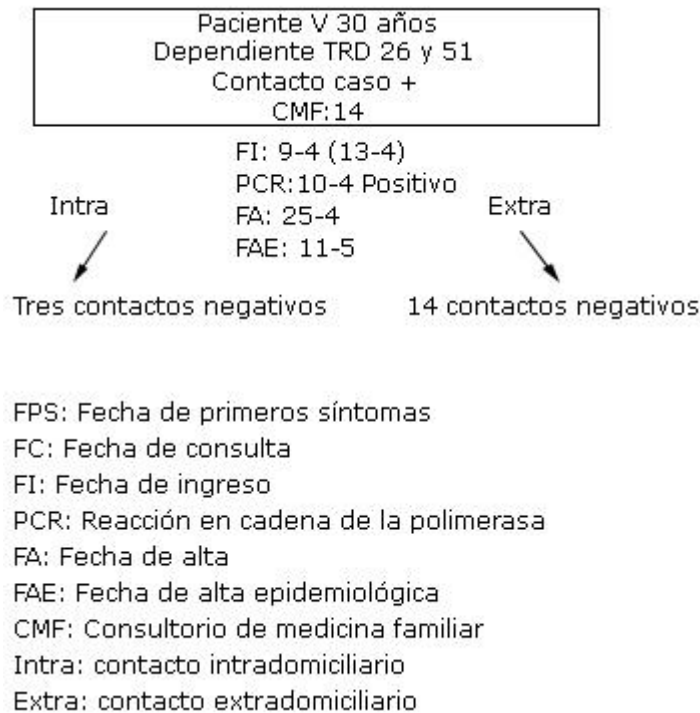 Paciente V 30 años
Dependiente TRD 26 y 51
Contacto caso +
CMF:14
FI: 9-4 (13-4)
PCR:10-4 Positivo
FA: 25-4
FAE: 11-5
Intra
Extra
Tres contactos negativos
14 contactos negativos
FPS: Fecha de primeros síntomas
FC: Fecha de consulta
FI: Fecha de ingreso
PCR: Reacción en cadena de la polimerasa
FA: Fecha de alta
FAE: Fecha de alta epidemiológica
CMF: Consultorio de medicina familiar
Intra: contacto intradomiciliario
Extra: contacto extradomiciliario